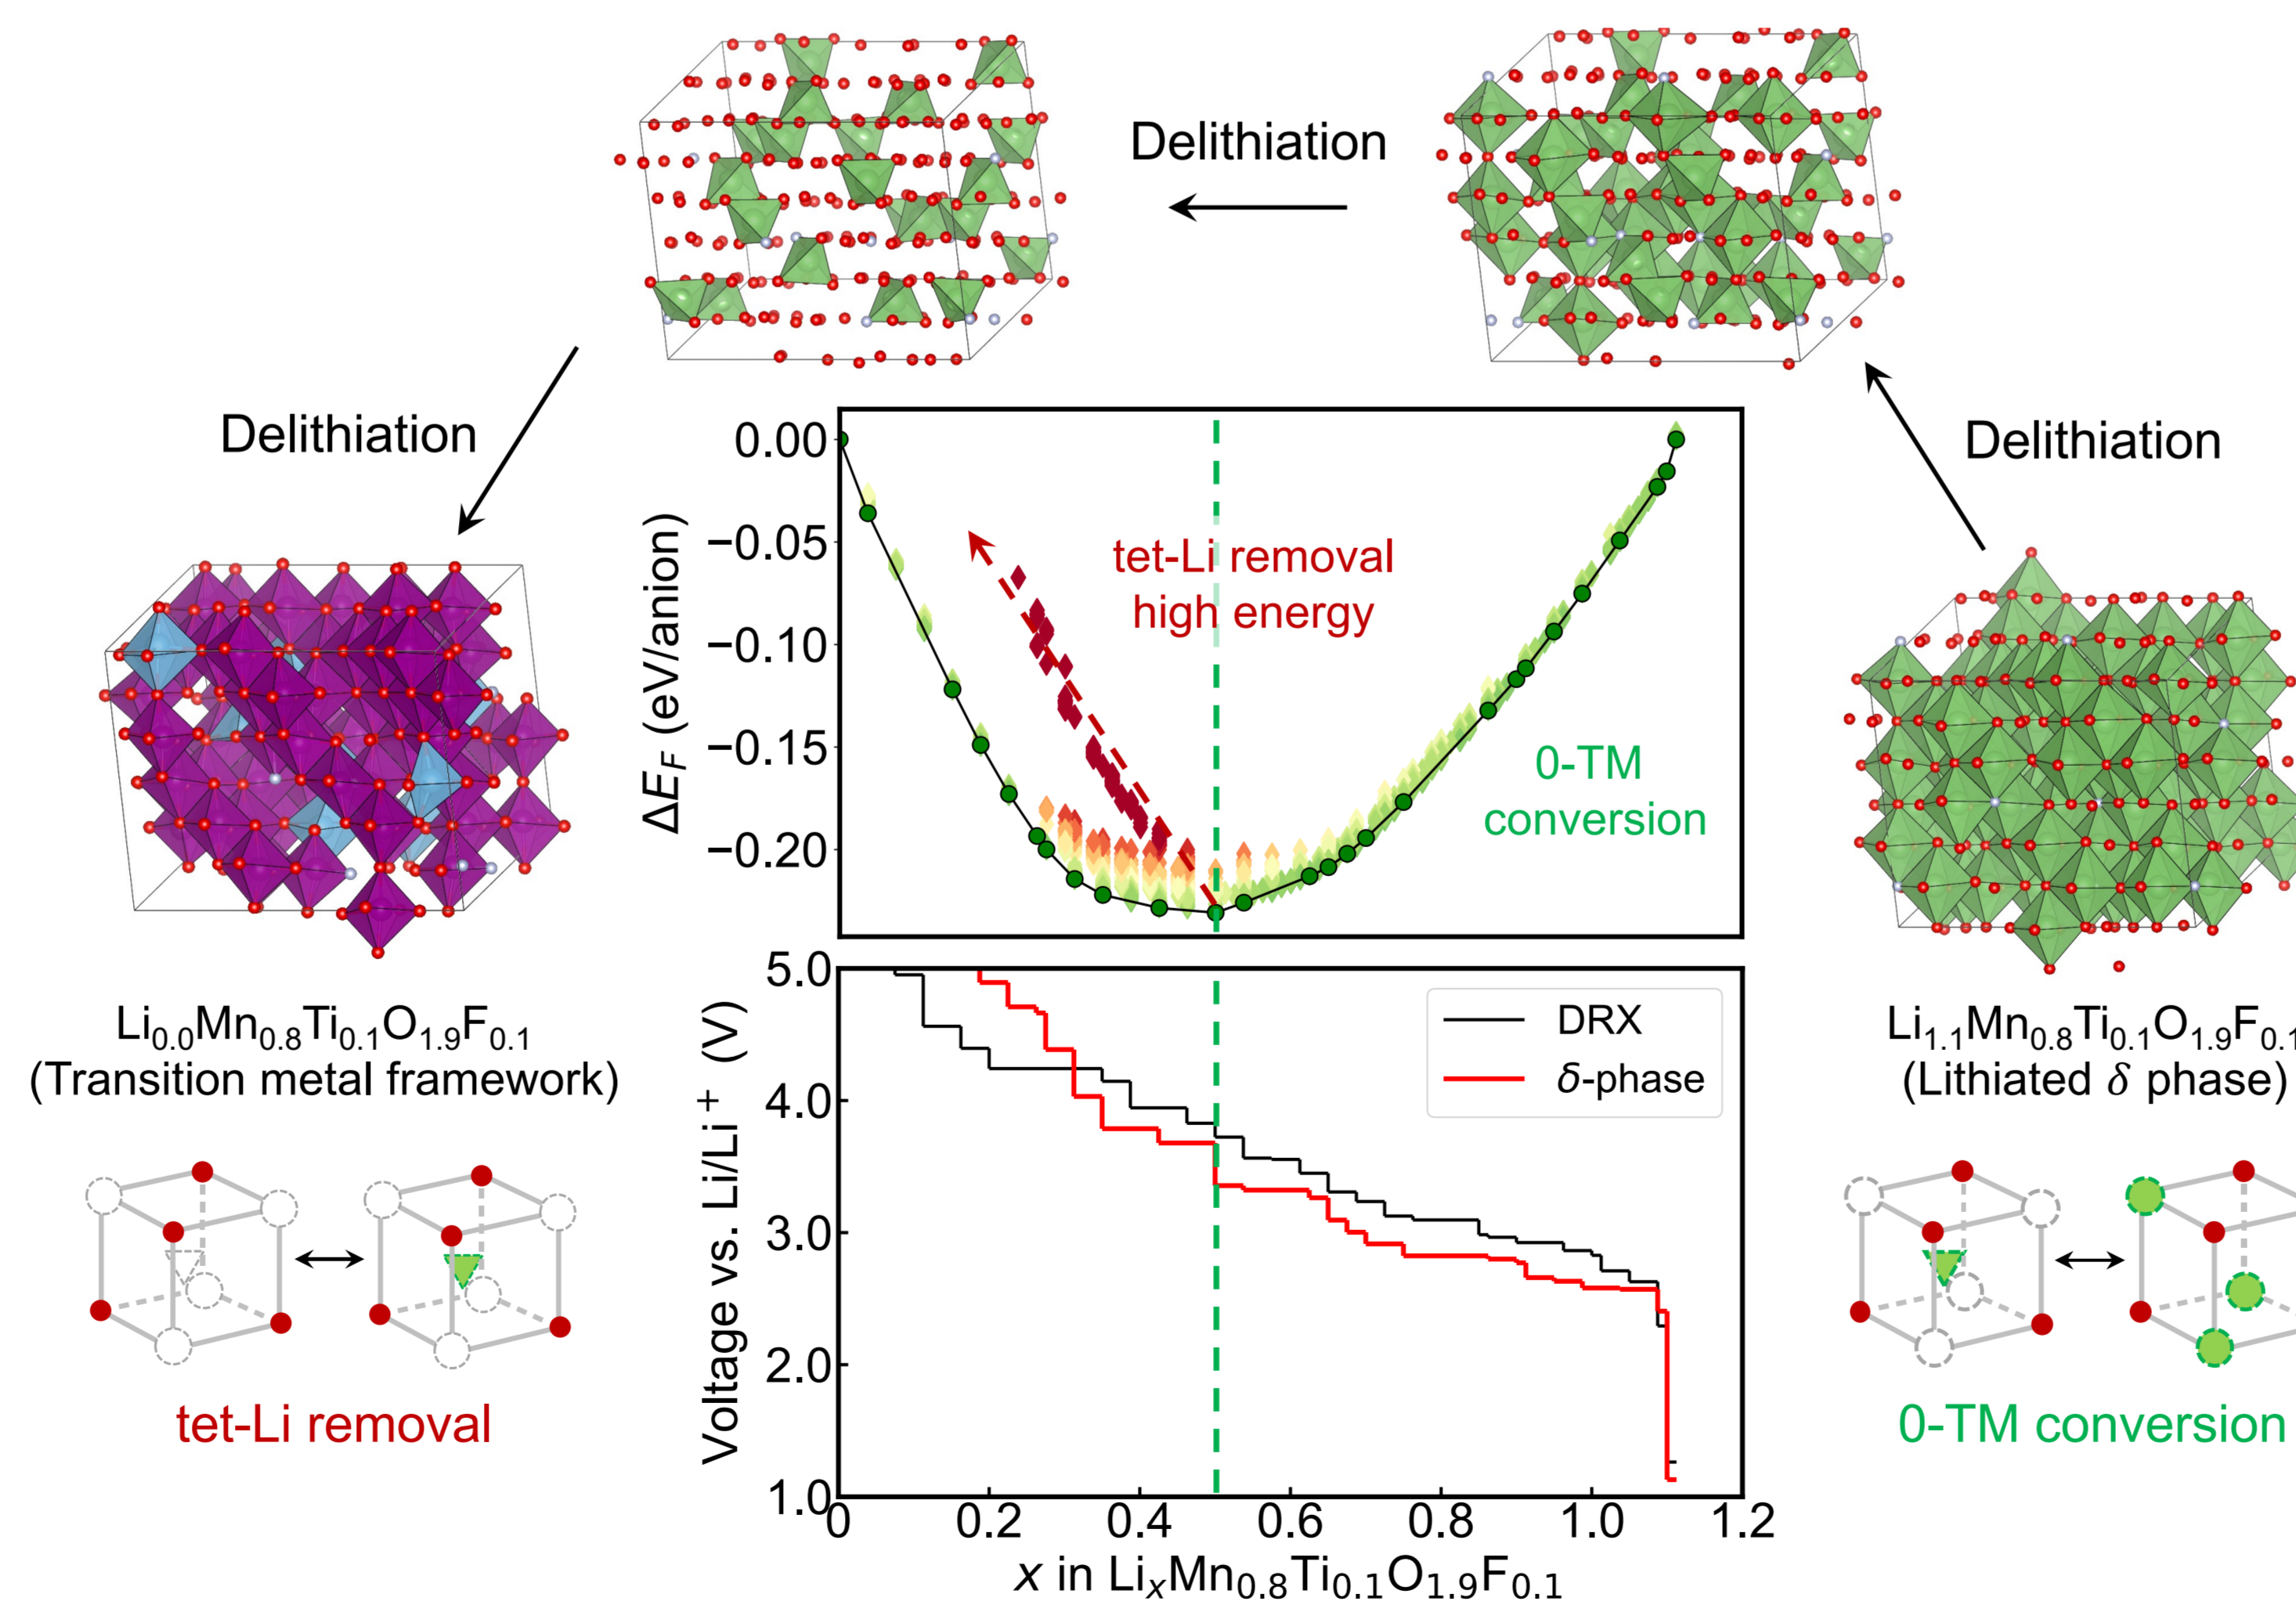 Delithiation
Delithiation
Delithiation
0.00
−0.05
−0.10
−0.15
−0.20
ΔE_F (eV/anion)
tet-Li removal
high energy
0-TM
conversion
Delithiation
Li₀.₀Mn₀.₈Ti₀.₁O₁.₉F₀.₁
(Transition metal framework)
tet-Li removal
5.0
4.0
3.0
2.0
1.0
Voltage vs. Li/Li⁺ (V)
DRX
δ-phase
0
0.2
0.4
0.6
0.8
1.0
1.2
x in LiₓMn₀.₈Ti₀.₁O₁.₉F₀.₁
Li₁.₁Mn₀.₈Ti₀.₁O₁.₉F₀.₁
(Lithiated δ phase)
0-TM conversion